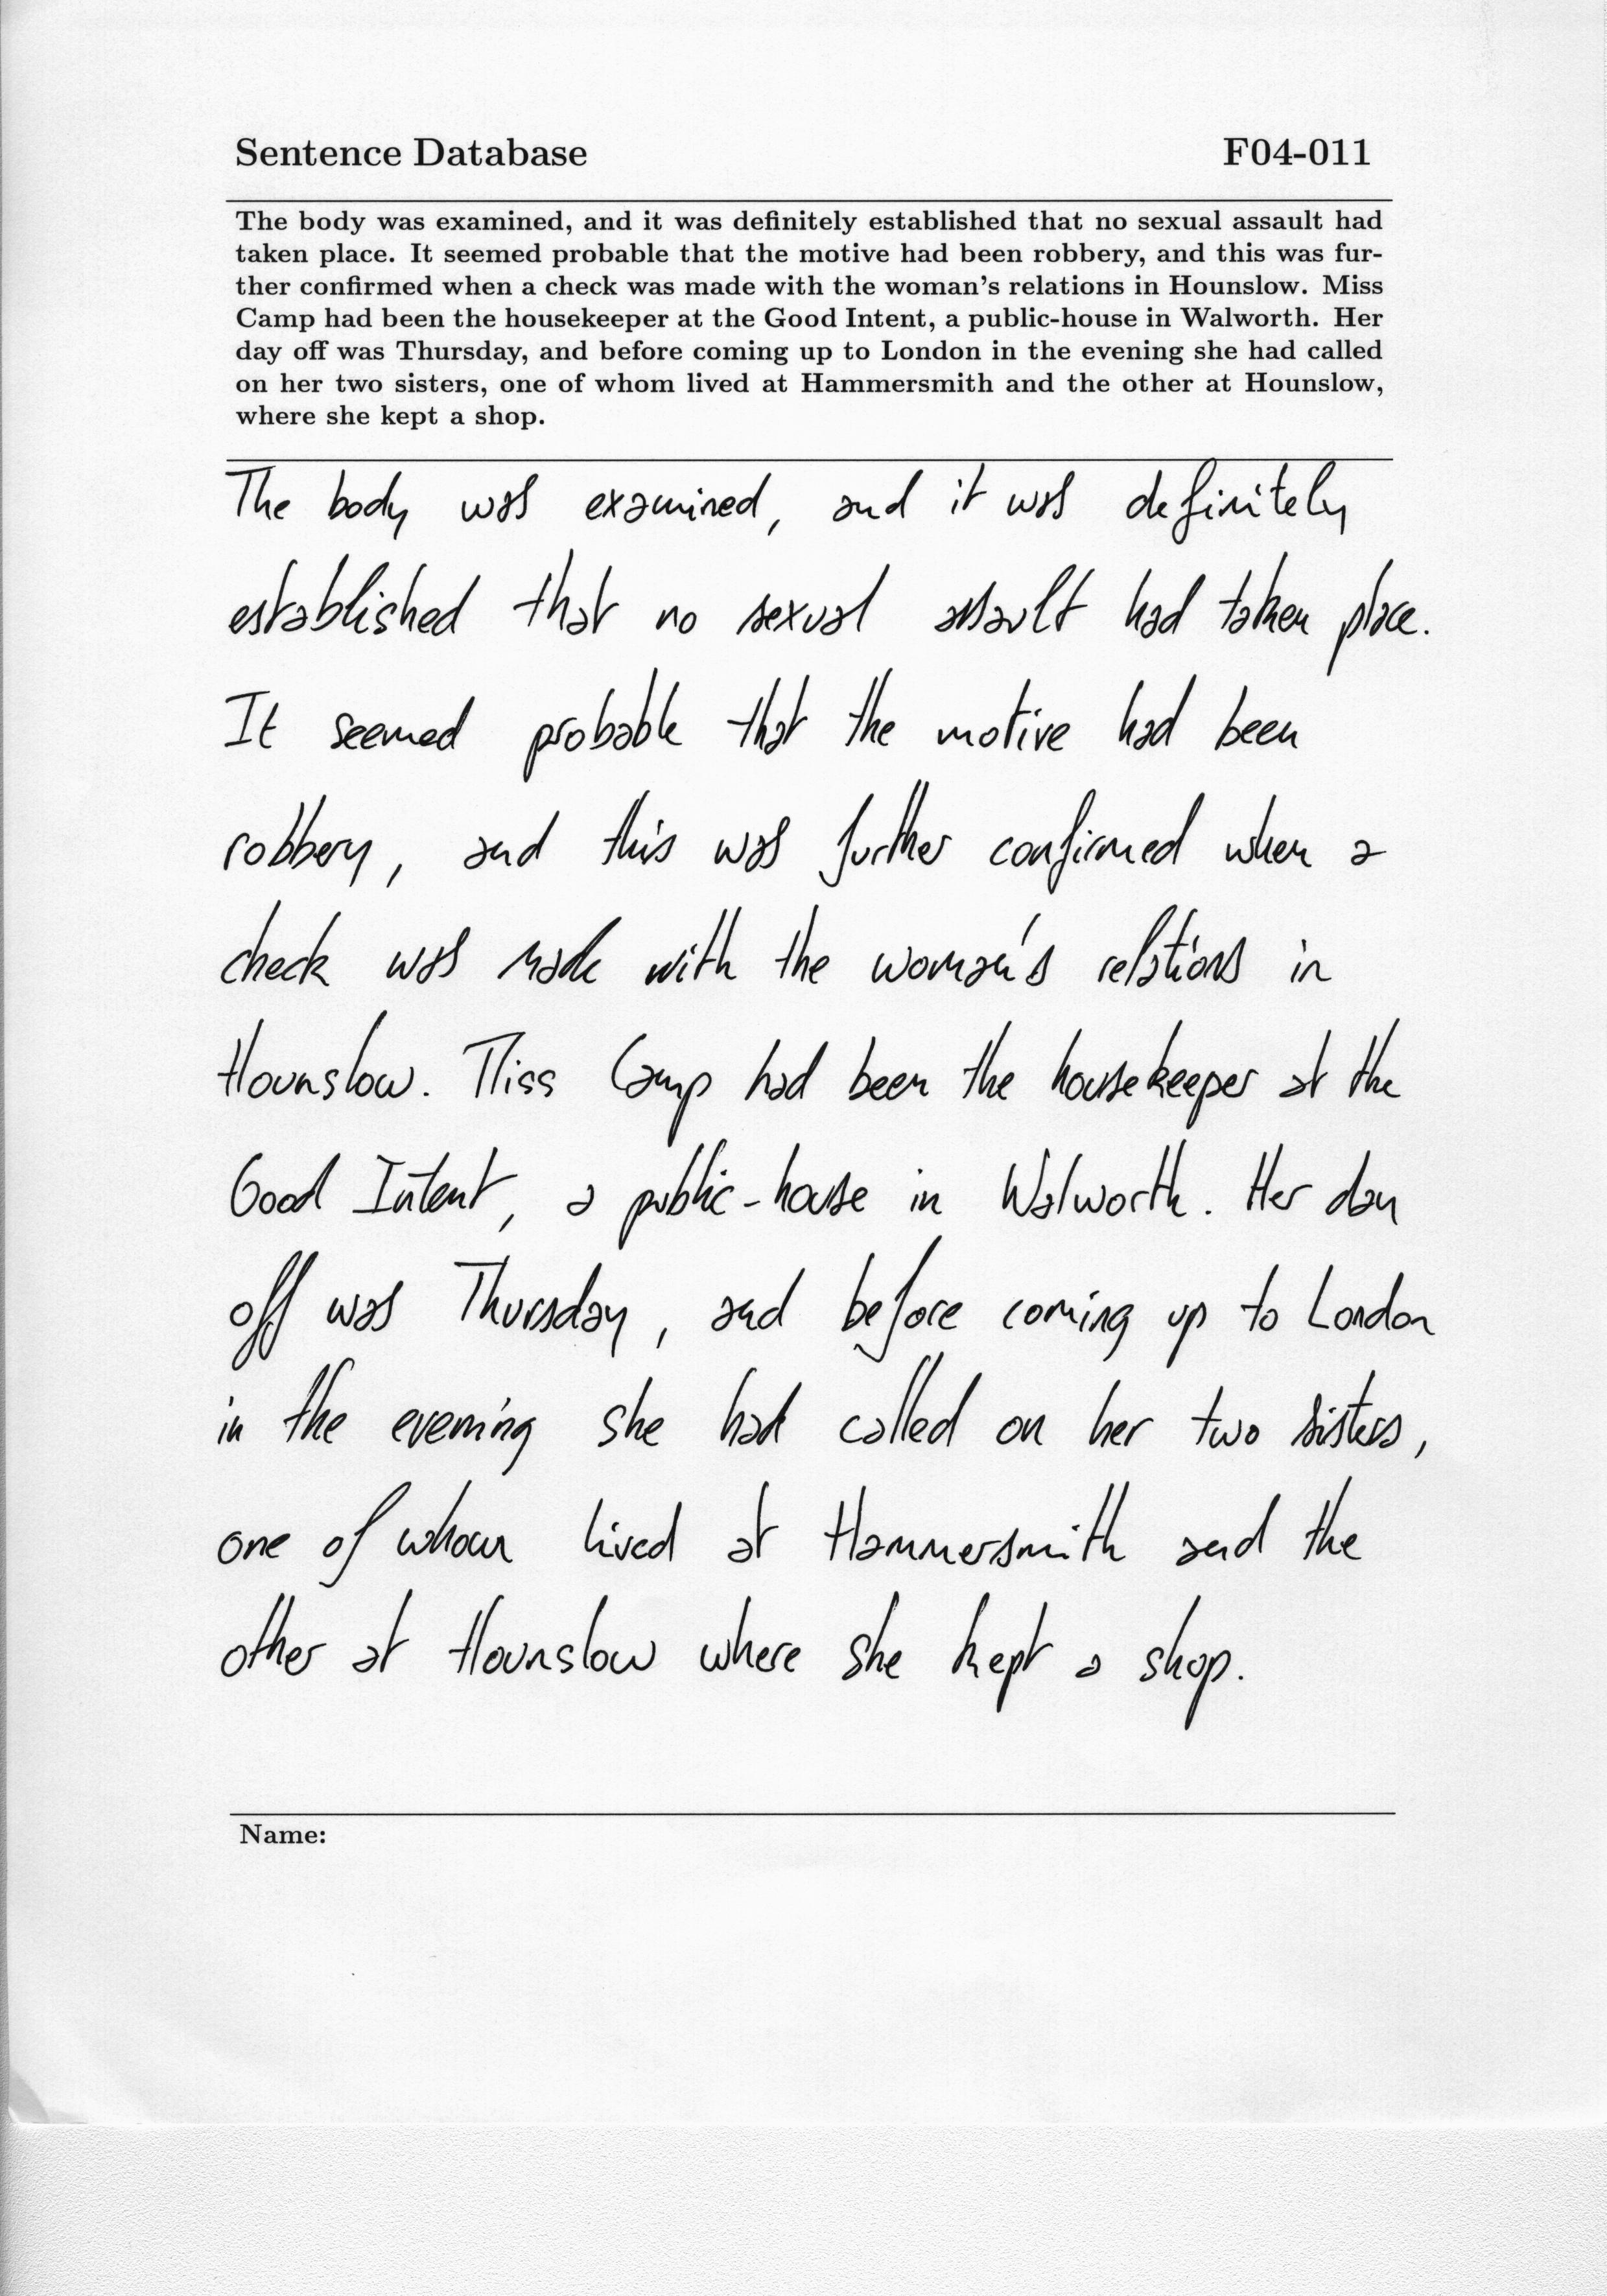 Sentence Database F04-011
The body was examined, and it was definitely established that no sexual assault had
taken place. It seemed probable that the motive had been robbery, and this was fur-
ther confirmed when a check was made with the woman's relations in Hounslow. Miss
Camp had been the housekeeper at the Good Intent, a public-house in Walworth. Her
day off was Thursday, and before coming up to London in the evening she had called
on her two sisters, one of whom lived at Hammersmith and the other at Hounslow,
where she kept a shop.
The body was examined, and it was definitely
established that no sexual assault had taken place.
It seemed probable that the motive had been
robbery, and this was further confirmed when a
check was made with the woman's relations in
Hounslow. Miss Camp had been the housekeeper at the
Good Intent, a public-house in Walworth. Her day
off was Thursday, and before coming up to London
in the evening she had called on her two sisters,
one of whom lived at Hammersmith and the
other at Hounslow where she kept a shop.
Name: